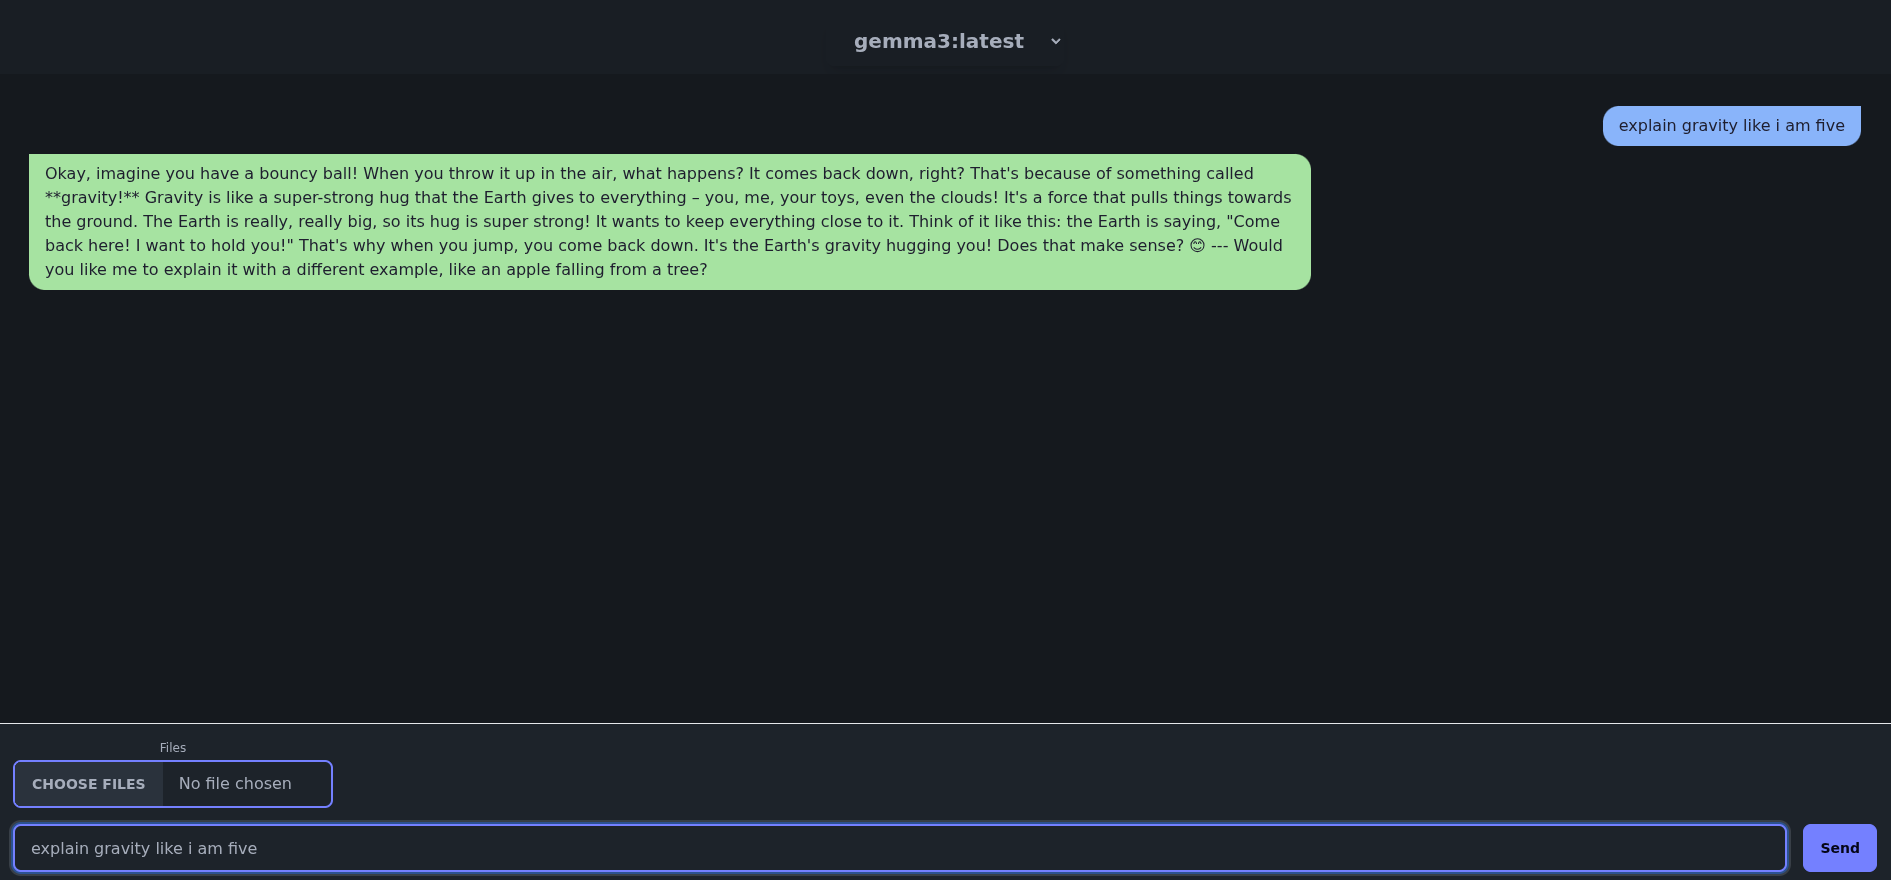 gemma3:latest
explain gravity like i am five
Okay, imagine you have a bouncy ball! When you throw it up in the air, what happens? It comes back down, right? That's because of something called
**gravity!** Gravity is like a super-strong hug that the Earth gives to everything – you, me, your toys, even the clouds! It's a force that pulls things towards
the ground. The Earth is really, really big, so its hug is super strong! It wants to keep everything close to it. Think of it like this: the Earth is saying, "Come
back here! I want to hold you!" That's why when you jump, you come back down. It's the Earth's gravity hugging you! Does that make sense? 😊 --- Would
you like me to explain it with a different example, like an apple falling from a tree?
Files
CHOOSE FILES No file chosen
explain gravity like i am five
Send